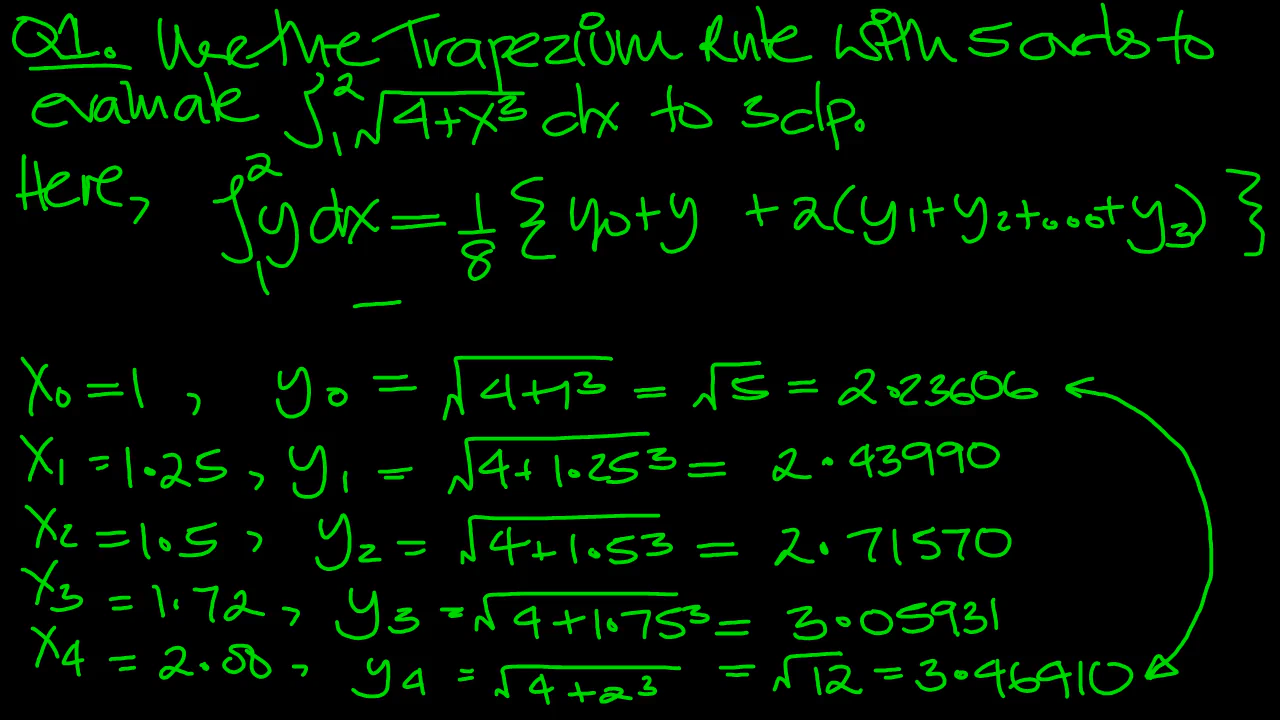 Q1. Use the Trapezium Rule with 5 ords to
evaluate ∫₁² √(4+x³) dx to 3dp.
Here, ∫₁² y dx = 1/8 { y₀ + y + 2(y₁ + y₂ + ... + y₃) }
x₀ = 1, y₀ = √(4+1³) = √5 = 2.23606
x₁ = 1.25, y₁ = √(4+1.25³) = 2.43990
x₂ = 1.5, y₂ = √(4+1.5³) = 2.71570
x₃ = 1.72, y₃ = √(4+1.75³) = 3.05931
x₄ = 2.00, y₄ = √(4+2³) = √12 = 3.46410